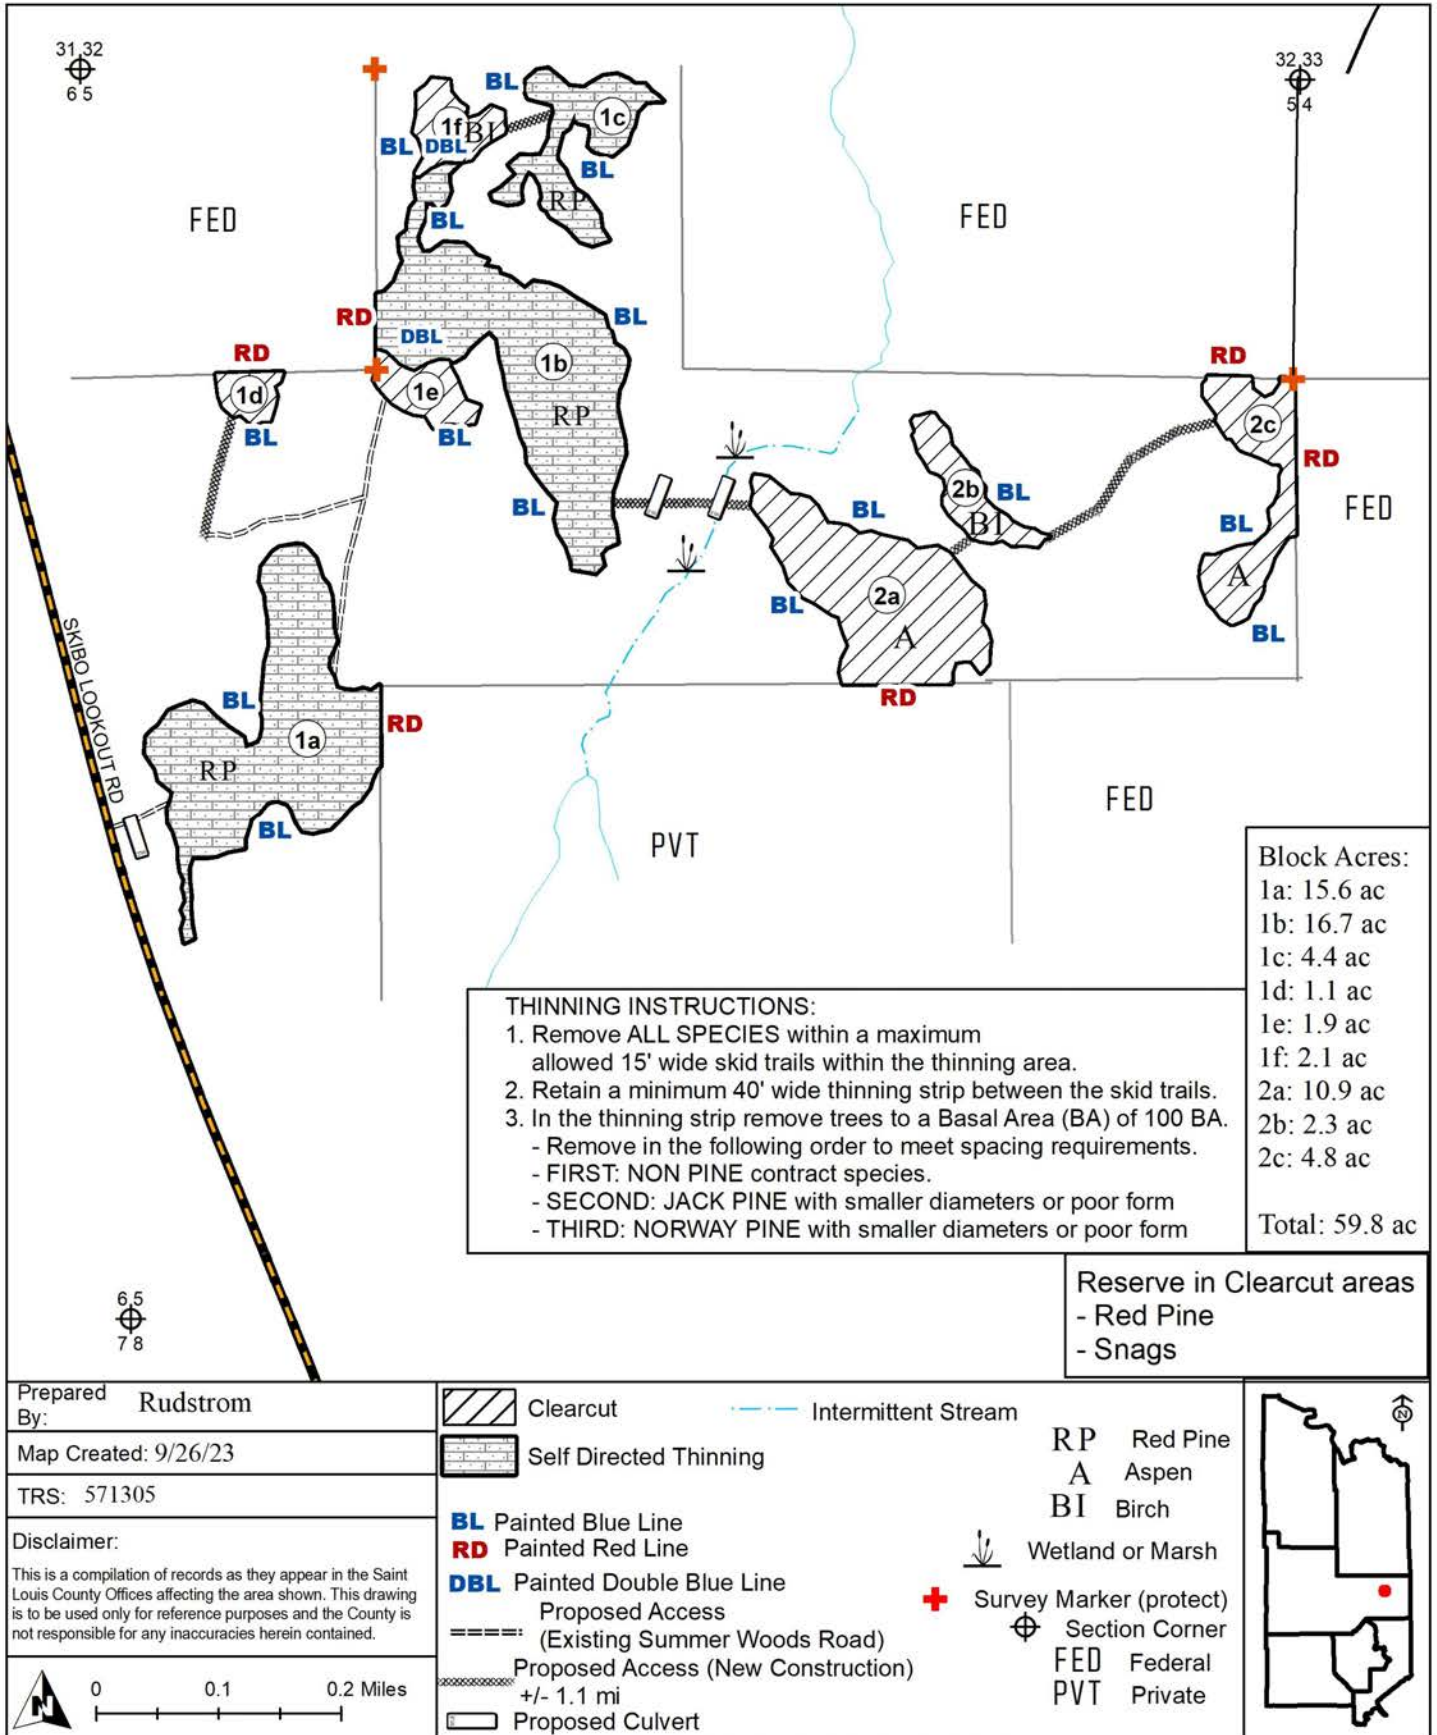 31 32
6 5
32 33
5 4
BL
1c
1f
BI
BL
DBL
BL
RP
FED
BL
FED
RD
BL
DBL
RD
1b
RD
1d
1e
RP
2c
BL
BL
RD
2b
BL
BL
BL
BI
BL
FED
A
2a
BL
A
BL
SKIBO LOOKOUT RD
BL
RD
RD
1a
RP
FED
BL
PVT
Block Acres:
1a: 15.6 ac
1b: 16.7 ac
1c: 4.4 ac
1d: 1.1 ac
1e: 1.9 ac
1f: 2.1 ac
2a: 10.9 ac
2b: 2.3 ac
2c: 4.8 ac
Total: 59.8 ac
THINNING INSTRUCTIONS:
1. Remove ALL SPECIES within a maximum
allowed 15' wide skid trails within the thinning area.
2. Retain a minimum 40' wide thinning strip between the skid trails.
3. In the thinning strip remove trees to a Basal Area (BA) of 100 BA.
- Remove in the following order to meet spacing requirements.
- FIRST: NON PINE contract species.
- SECOND: JACK PINE with smaller diameters or poor form
- THIRD: NORWAY PINE with smaller diameters or poor form
Reserve in Clearcut areas
- Red Pine
- Snags
6 5
7 8
Prepared By: Rudstrom
Map Created: 9/26/23
TRS: 571305
Disclaimer:
This is a compilation of records as they appear in the Saint
Louis County Offices affecting the area shown. This drawing
is to be used only for reference purposes and the County is
not responsible for any inaccuracies herein contained.
N
0 0.1 0.2 Miles
Clearcut
Self Directed Thinning
BL Painted Blue Line
RD Painted Red Line
DBL Painted Double Blue Line
Proposed Access
(Existing Summer Woods Road)
Proposed Access (New Construction)
+/- 1.1 mi
Proposed Culvert
Intermittent Stream
RP Red Pine
A Aspen
BI Birch
Wetland or Marsh
Survey Marker (protect)
Section Corner
FED Federal
PVT Private
N